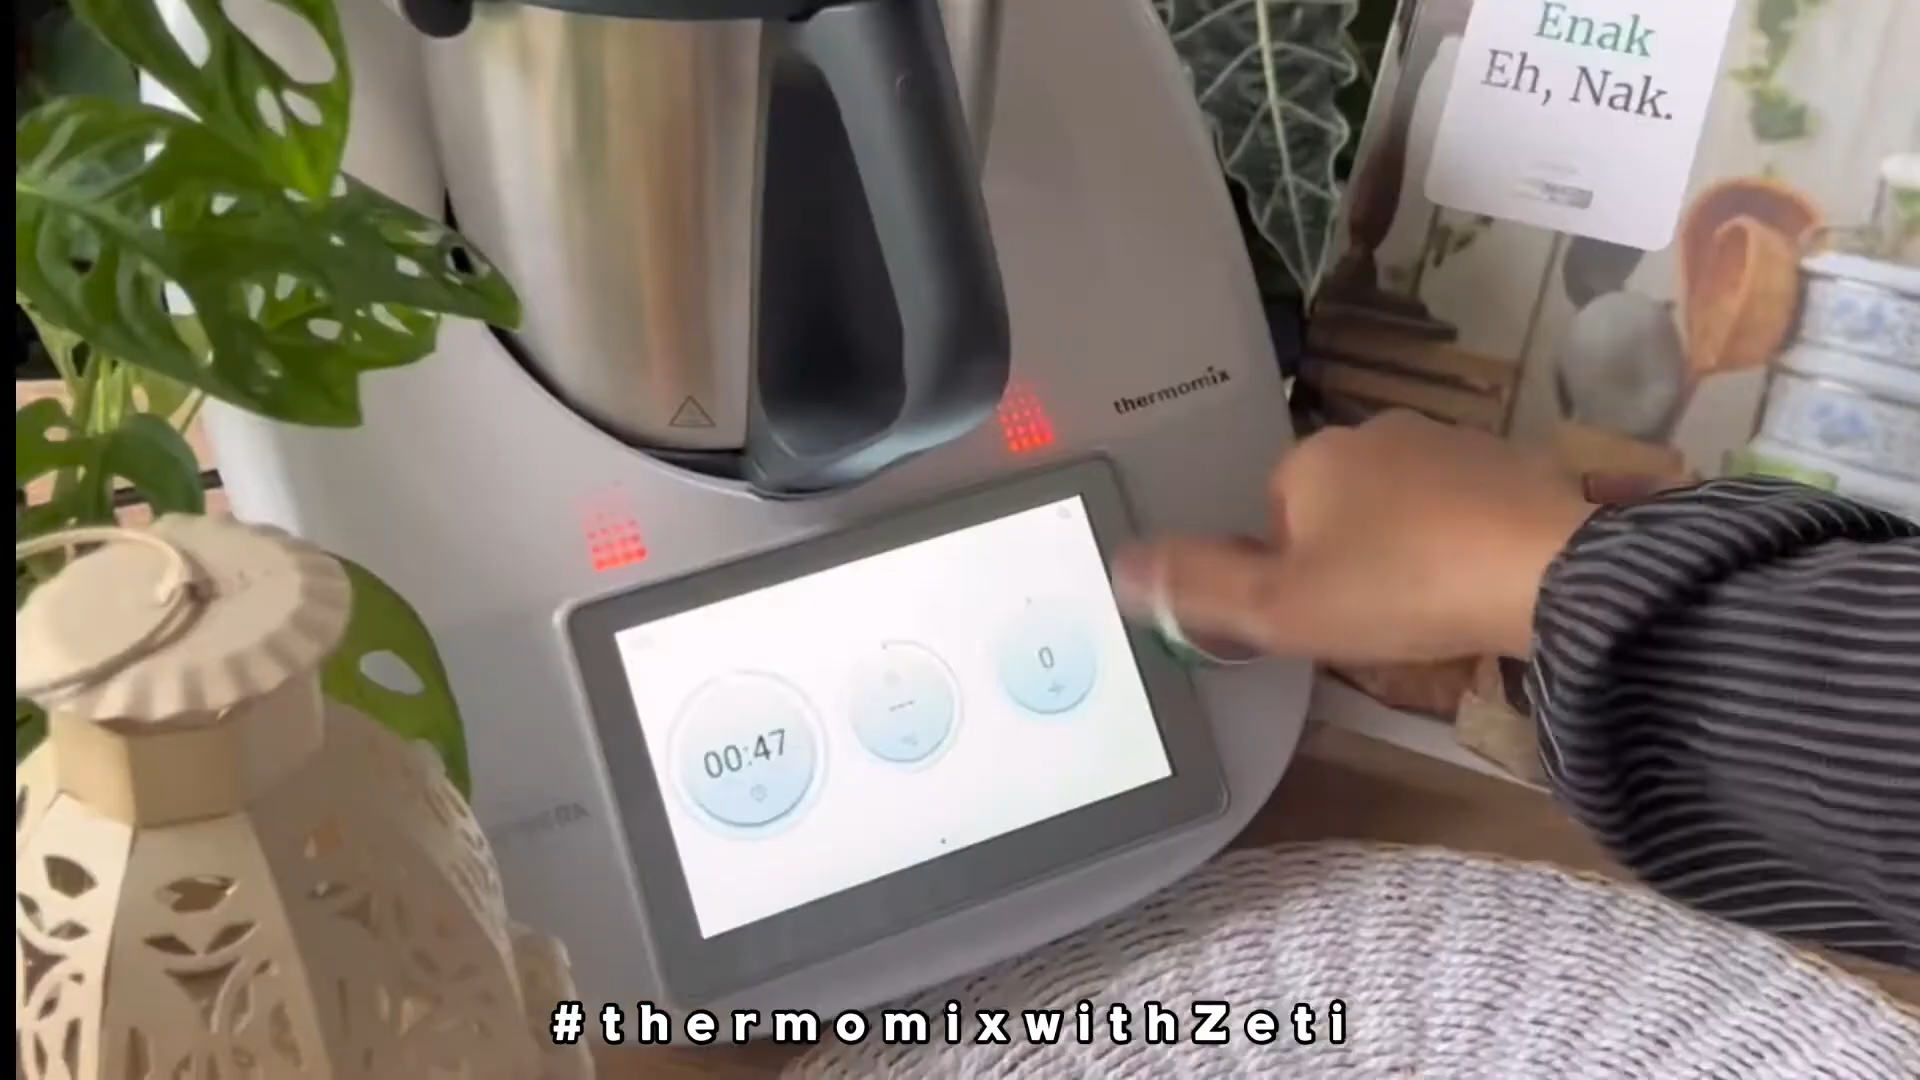 Enak
Eh, Nak.
thermomix
00:47
0
#thermomixwithZeti